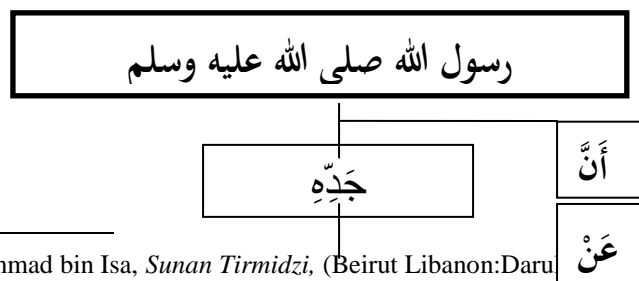 رسول الله صلى الله عليه وسلم
أَنَّ
جَدِّهِ
عَنْ
mad bin Isa, Sunan Tirmidzi, (Beirut Libanon:Daru